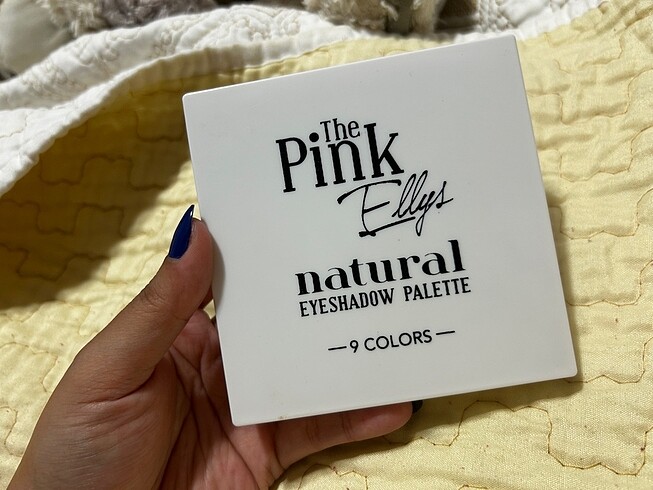 The
Pink
Ellys
natural
EYESHADOW PALETTE
—9 COLORS—